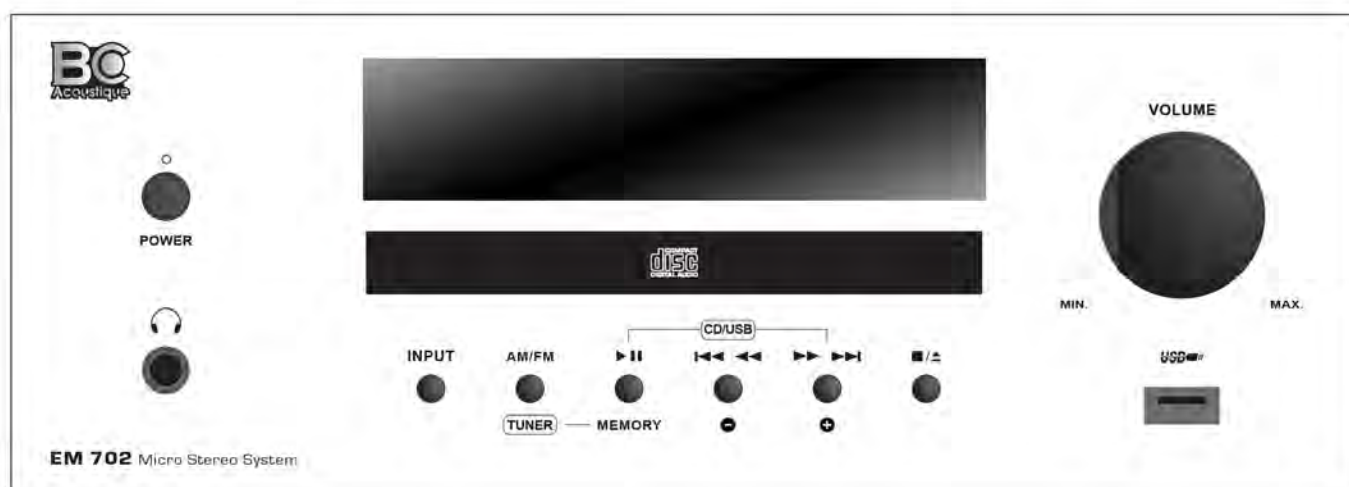 BC
Acoustique
VOLUME
POWER
COMPACT
disc
DIGITAL AUDIO
MIN.
MAX.
CD/USB
INPUT
AM/FM
USB
TUNER
MEMORY
EM 702 Micro Stereo System